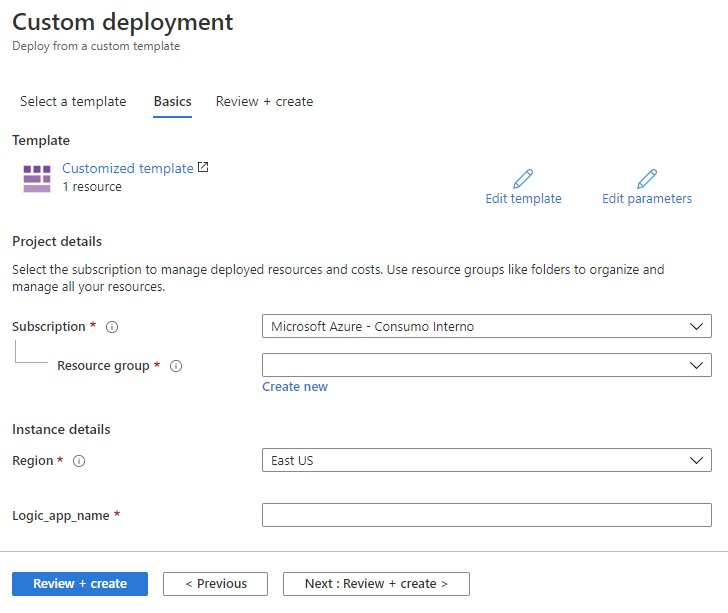 Custom deployment
Deploy from a custom template
Select a template Basics Review + create
Template
Customized template
1 resource
Edit template Edit parameters
Project details
Select the subscription to manage deployed resources and costs. Use resource groups like folders to organize and
manage all your resources.
Subscription * Microsoft Azure - Consumo Interno
Resource group *
Create new
Instance details
Region * East US
Logic_app_name *
Review + create < Previous Next : Review + create >